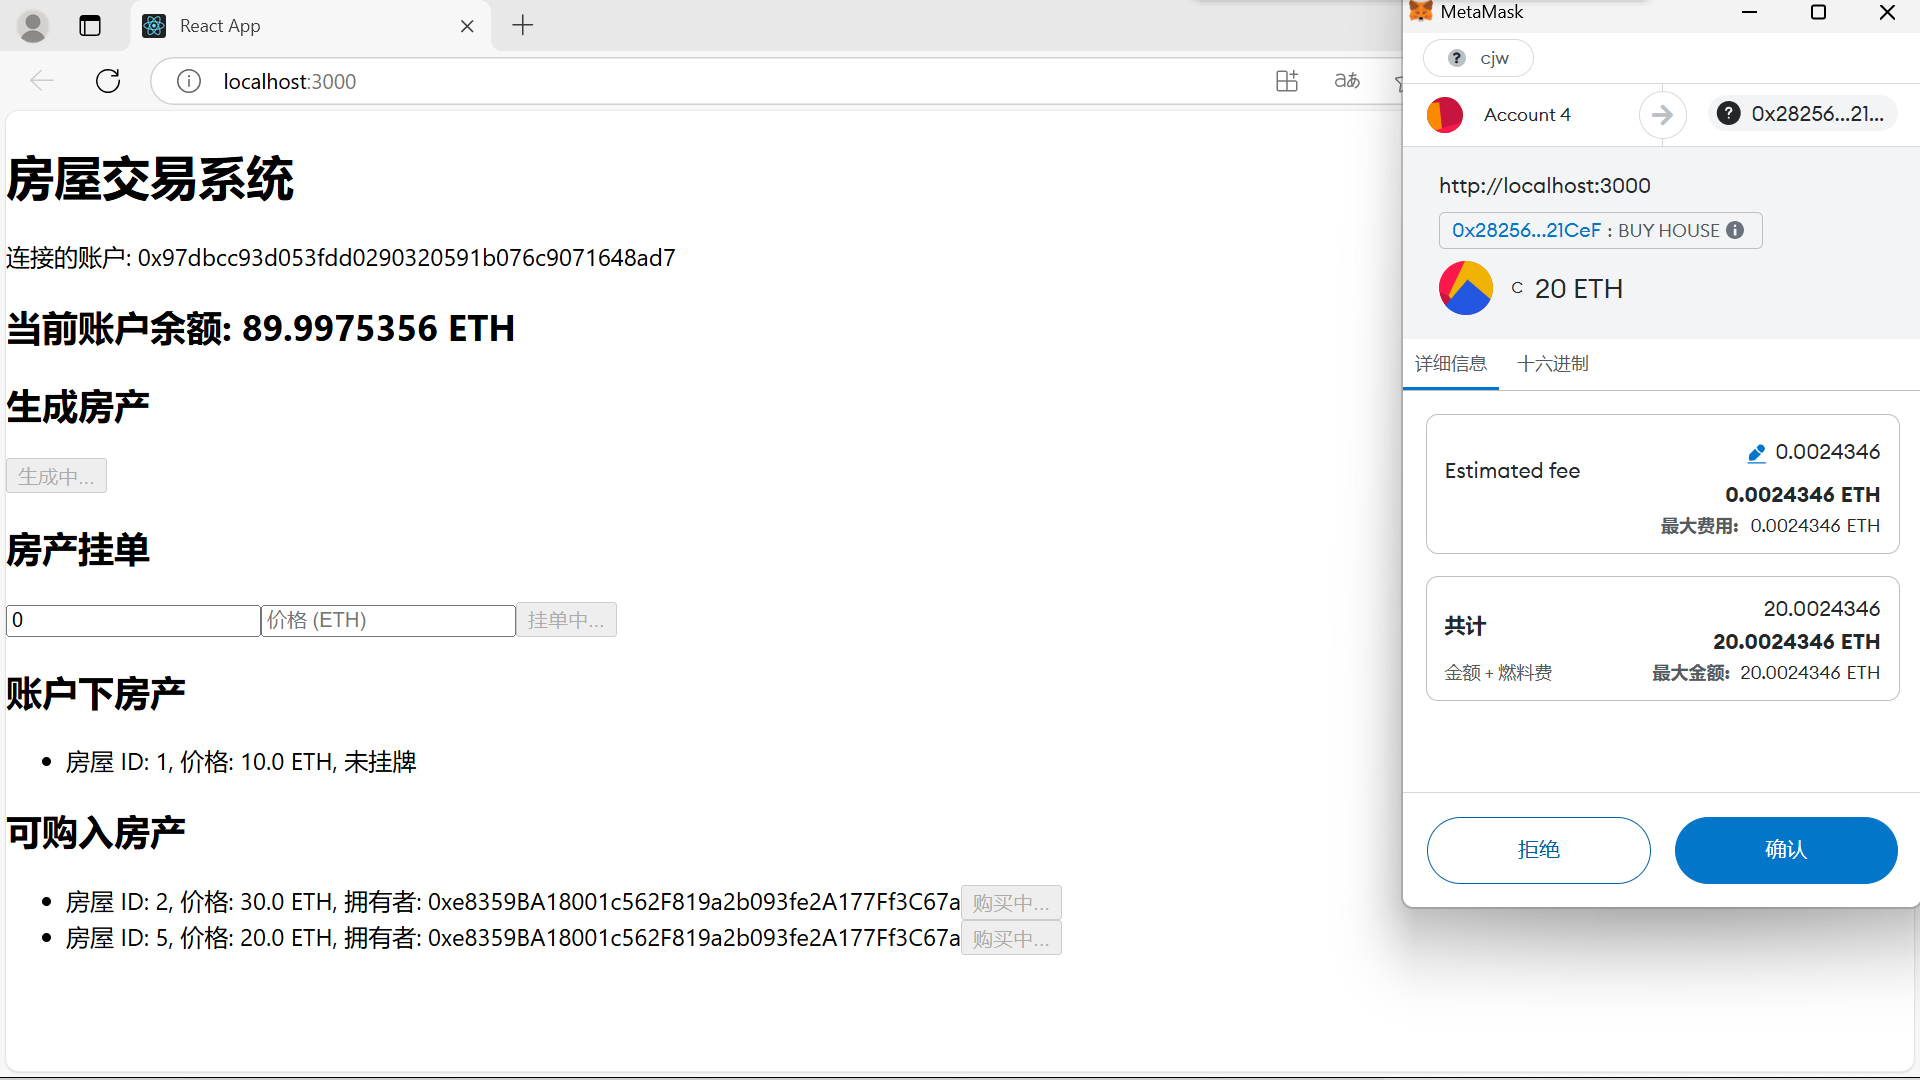 React App
localhost:3000
aあ
房屋交易系统
连接的账户: 0x97dbcc93d053fdd0290320591b076c9071648ad7
当前账户余额: 89.9975356 ETH
生成房产
生成中...
房产挂单
0
价格 (ETH)
挂单中...
账户下房产
房屋 ID: 1, 价格: 10.0 ETH, 未挂牌
可购入房产
房屋 ID: 2, 价格: 30.0 ETH, 拥有者: 0xe8359BA18001c562F819a2b093fe2A177Ff3C67a
购买中...
房屋 ID: 5, 价格: 20.0 ETH, 拥有者: 0xe8359BA18001c562F819a2b093fe2A177Ff3C67a
购买中...
MetaMask
? cjw
Account 4
? 0x28256...21...
http://localhost:3000
0x28256...21CeF : BUY HOUSE
C 20 ETH
详细信息
十六进制
Estimated fee
0.0024346
0.0024346 ETH
最大费用: 0.0024346 ETH
共计
20.0024346
20.0024346 ETH
金额 + 燃料费
最大金额: 20.0024346 ETH
拒绝
确认